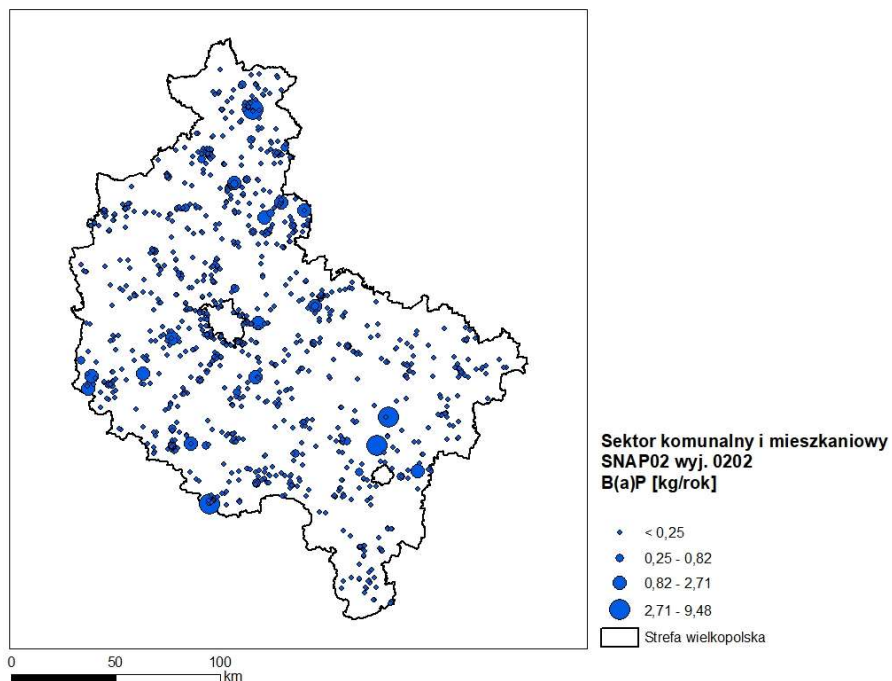 Sektor komunalny i mieszkaniowy
SNAP02 wyj. 0202
B(a)P [kg/rok]
< 0,25
0,25 - 0,82
0,82 - 2,71
2,71 - 9,48
Strefa wielkopolska
0 50 100
km